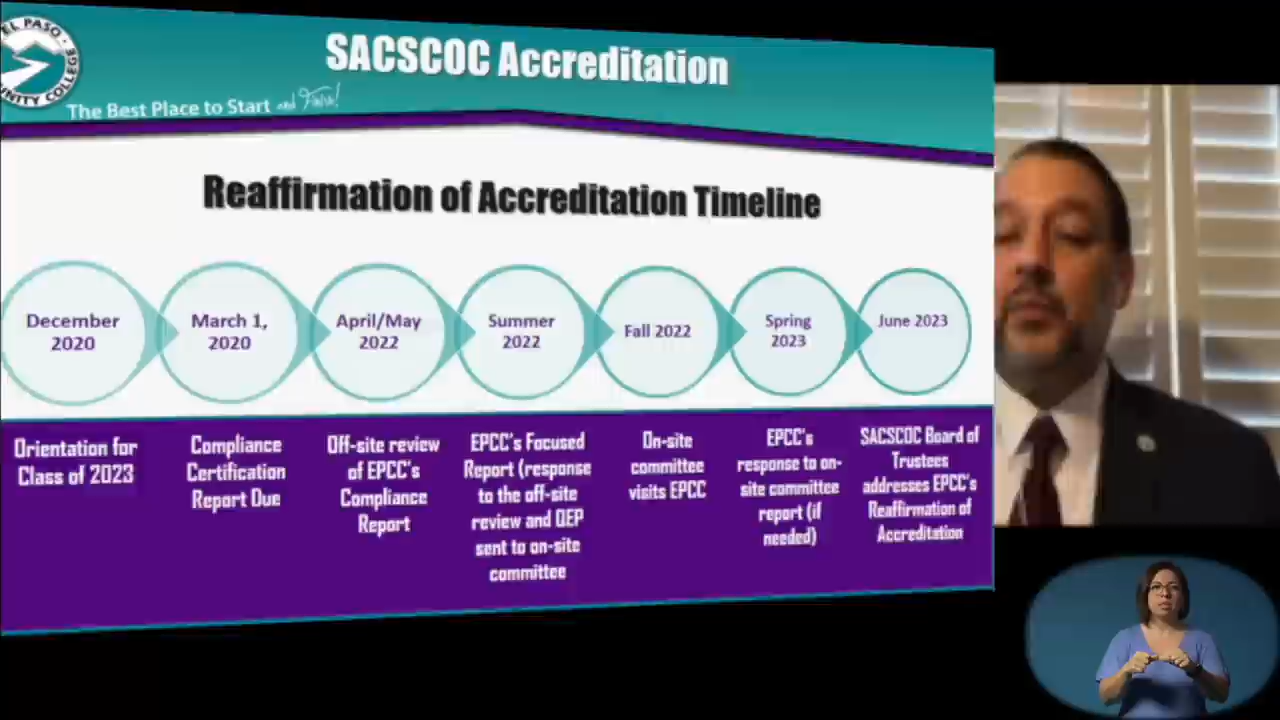 EL PASO
UNITY COLLEGE
SACSCOC Accreditation
The Best Place to Start and Finish!
Reaffirmation of Accreditation Timeline
December
2020
March 1,
2020
April/May
2022
Summer
2022
Fall 2022
Spring
2023
June 2023
Orientation for
Class of 2023
Compliance
Certification
Report Due
Off-site review
of EPCC's
Compliance
Report
EPCC's Focused
Report (response
to the off-site
review and QEP
sent to on-site
committee
On-site
committee
visits EPCC
EPCC's
response to on-
site committee
report (if
needed)
SACSCOC Board of
Trustees
addresses EPCC's
Reaffirmation of
Accreditation